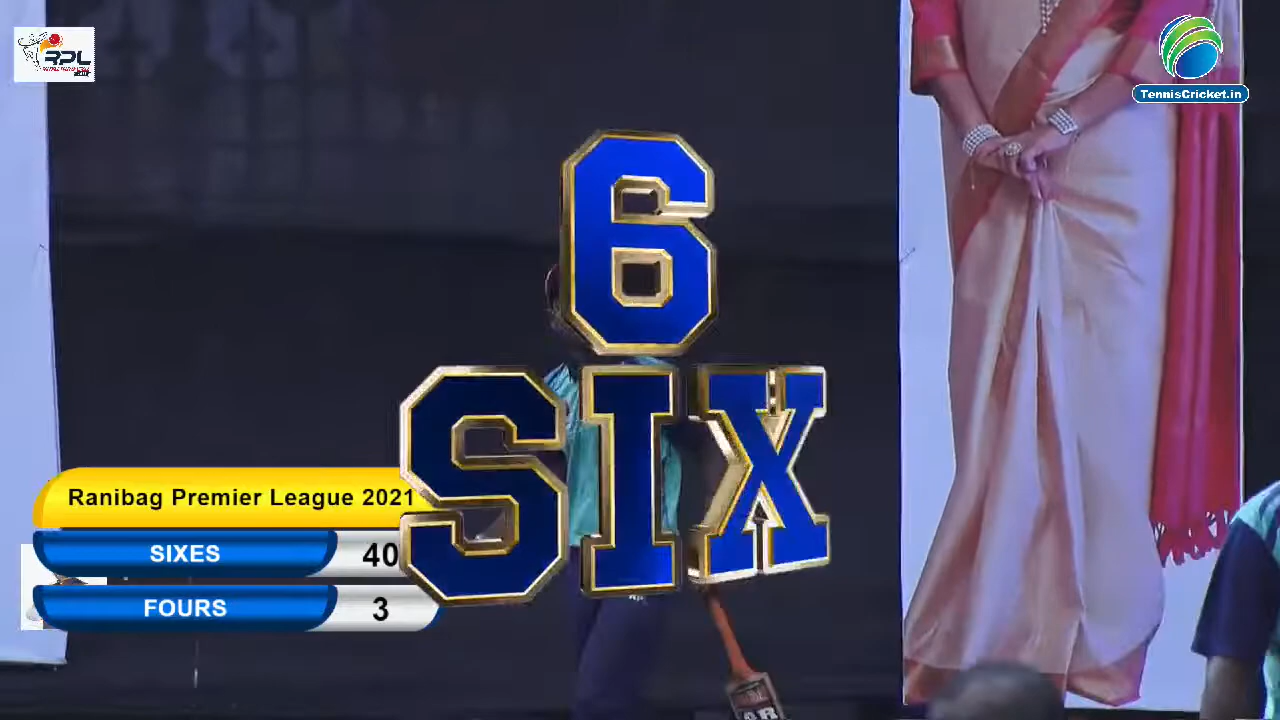 RPL
TennisCricket.in
6
SIX
Ranibag Premier League 2021
SIXES 40
FOURS 3